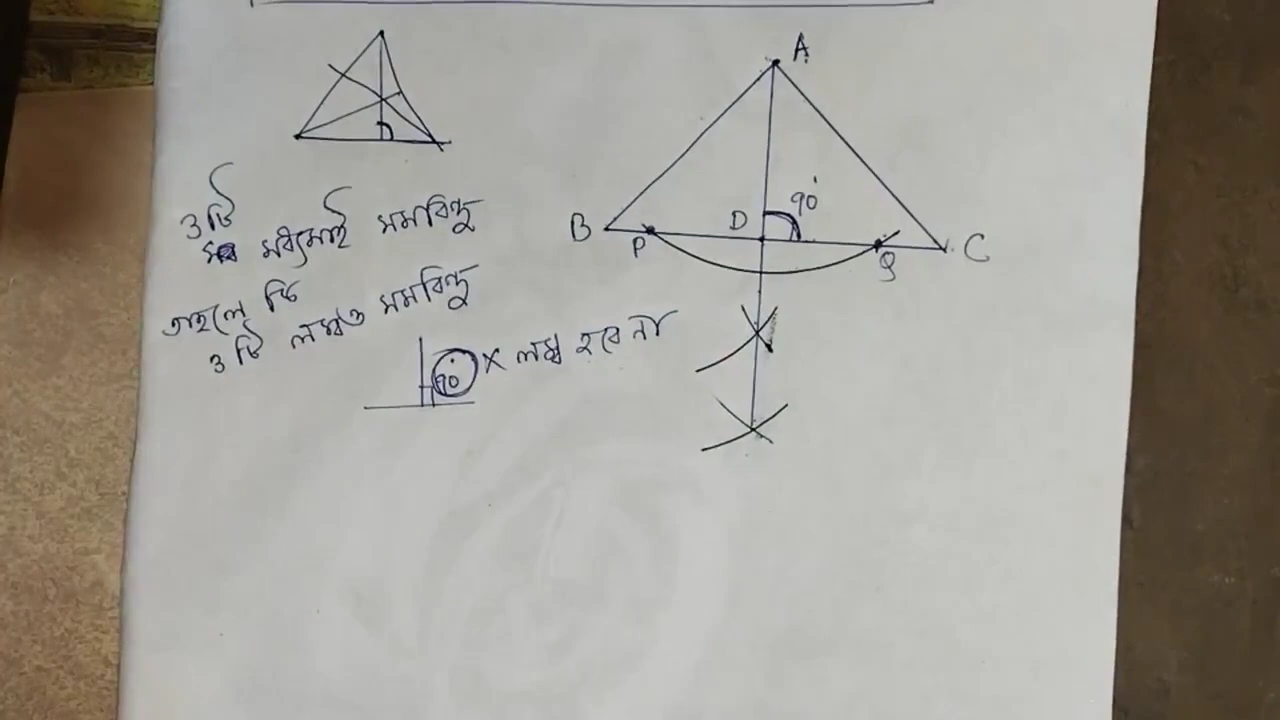 ৩টি
মধ্যমাই সমবিন্দু
তাহলে কি
৩টি লম্বও সমবিন্দু
90° × লম্ব হবে না
A
B
P
D
90°
Q
C